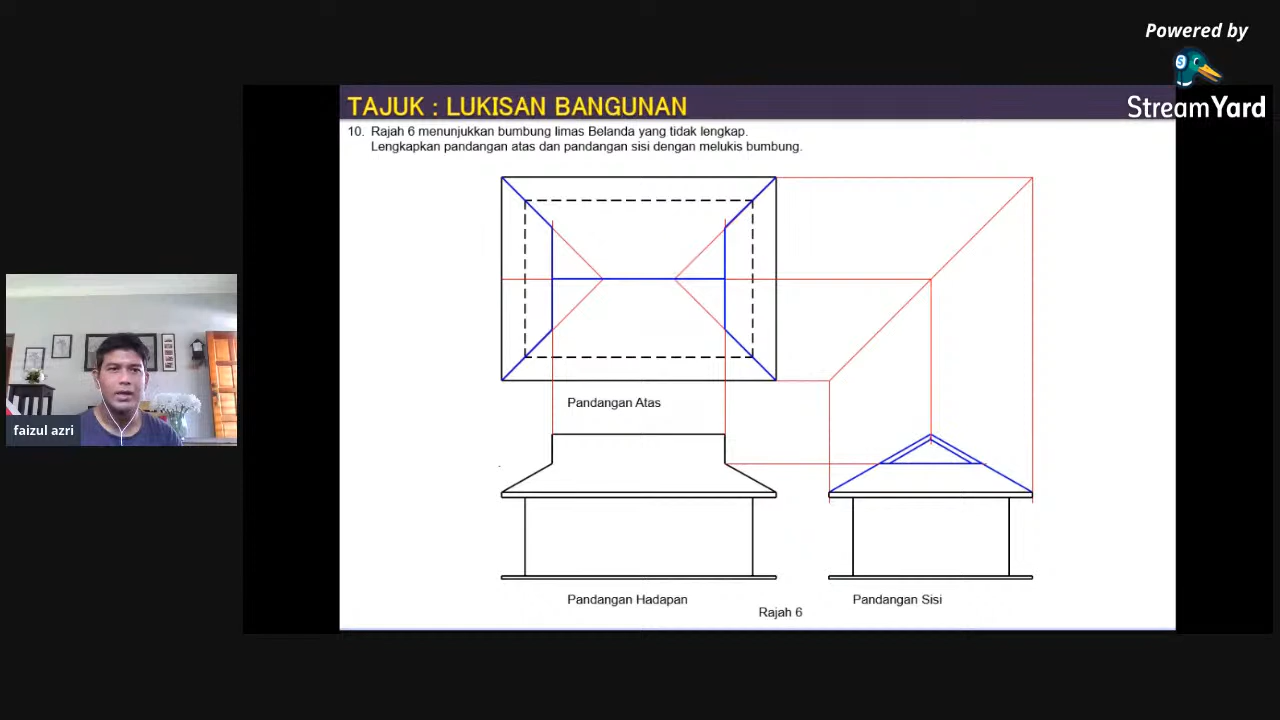 Powered by
StreamYard
TAJUK : LUKISAN BANGUNAN
10. Rajah 6 menunjukkan bumbung limas Belanda yang tidak lengkap.
Lengkapkan pandangan atas dan pandangan sisi dengan melukis bumbung.
Pandangan Atas
faizul azri
Pandangan Hadapan
Pandangan Sisi
Rajah 6